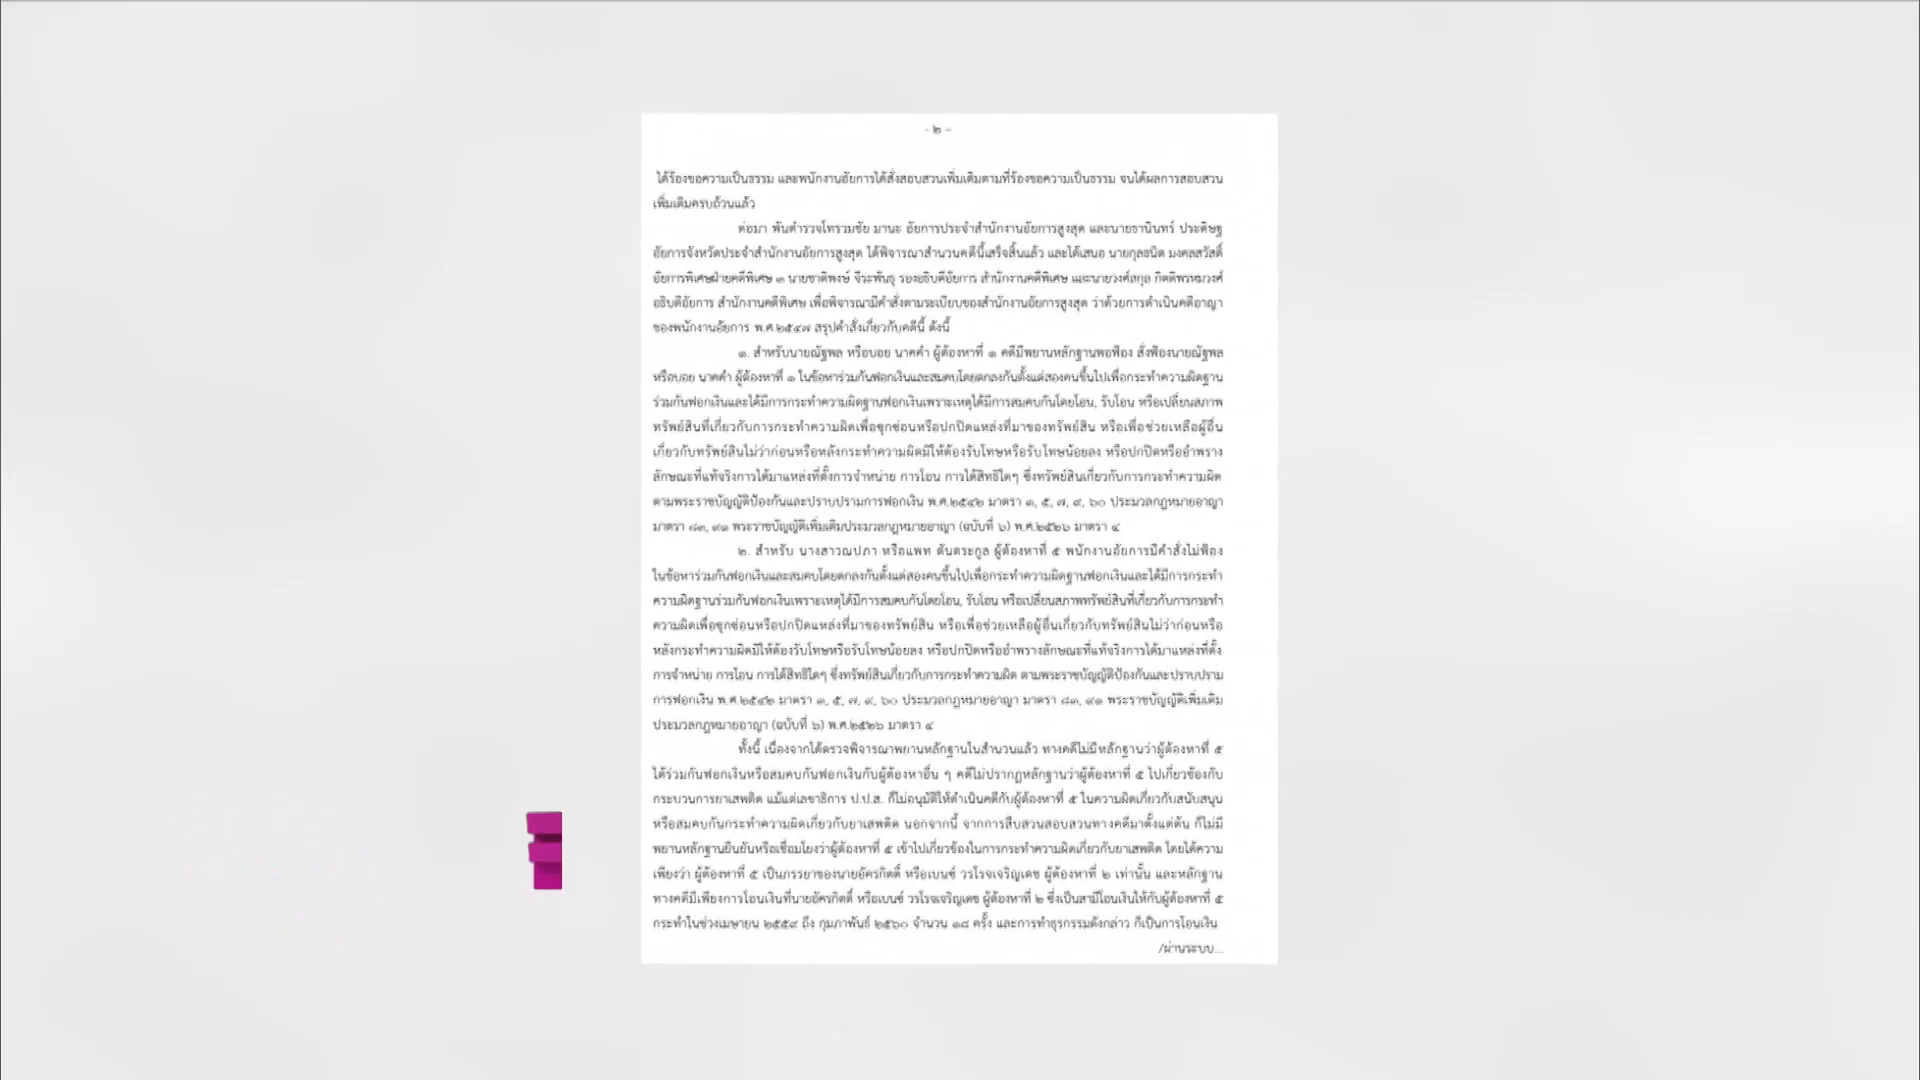 - ๒ -
ได้ร้องขอความเป็นธรรม และพนักงานอัยการได้สั่งสอบสวนเพิ่มเติมตามที่ร้องขอความเป็นธรรม จนได้ผลการสอบสวน
เพิ่มเติมครบถ้วนแล้ว
ต่อมา พันตำรวจโทรวมชัย มานะ อัยการประจำสำนักงานอัยการสูงสุด และนายธานินทร์ ประดิษฐ
อัยการจังหวัดประจำสำนักงานอัยการสูงสุด ได้พิจารณาสำนวนคดีนี้เสร็จสิ้นแล้ว และได้เสนอ นายกุลธนิต มงคลสวัสดิ์
อัยการพิเศษฝ่ายคดีพิเศษ ๓ นายชาติพงษ์ จีระพันธุ รองอธิบดีอัยการ สำนักงานคดีพิเศษ และนายวงศ์สกุล กิตติพรหมวงศ์
อธิบดีอัยการ สำนักงานคดีพิเศษ เพื่อพิจารณามีคำสั่งตามระเบียบของสำนักงานอัยการสูงสุด ว่าด้วยการดำเนินคดีอาญา
ของพนักงานอัยการ พ.ศ.๒๕๔๗ สรุปคำสั่งเกี่ยวกับคดีนี้ ดังนี้
๑. สำหรับนายณัฐพล หรือบอย นาคคำ ผู้ต้องหาที่ ๑ คดีมีพยานหลักฐานพอฟ้อง สั่งฟ้องนายณัฐพล
หรือบอย นาคคำ ผู้ต้องหาที่ ๑ ในข้อหาร่วมกันฟอกเงินและสมคบโดยตกลงกันตั้งแต่สองคนขึ้นไปเพื่อกระทำความผิดฐาน
ร่วมกันฟอกเงินและได้มีการกระทำความผิดฐานฟอกเงินเพราะเหตุได้มีการสมคบกันโดยโอน, รับโอน หรือเปลี่ยนสภาพ
ทรัพย์สินที่เกี่ยวกับการกระทำความผิดเพื่อซุกซ่อนหรือปกปิดแหล่งที่มาของทรัพย์สิน หรือเพื่อช่วยเหลือผู้อื่น
เกี่ยวกับทรัพย์สินไม่ว่าก่อนหรือหลังกระทำความผิดมิให้ต้องรับโทษหรือรับโทษน้อยลง หรือปกปิดหรืออำพราง
ลักษณะที่แท้จริงการได้มาแหล่งที่ตั้งการจำหน่าย การโอน การได้สิทธิใดๆ ซึ่งทรัพย์สินเกี่ยวกับการกระทำความผิด
ตามพระราชบัญญัติป้องกันและปราบปรามการฟอกเงิน พ.ศ.๒๕๔๒ มาตรา ๓, ๕, ๗, ๙, ๖๐ ประมวลกฎหมายอาญา
มาตรา ๘๓, ๙๑ พระราชบัญญัติเพิ่มเติมประมวลกฎหมายอาญา (ฉบับที่ ๖) พ.ศ.๒๕๒๖ มาตรา ๔
๒. สำหรับ นางสาวณปภา หรือแพท ตันตระกูล ผู้ต้องหาที่ ๕ พนักงานอัยการมีคำสั่งไม่ฟ้อง
ในข้อหาร่วมกันฟอกเงินและสมคบโดยตกลงกันตั้งแต่สองคนขึ้นไปเพื่อกระทำความผิดฐานฟอกเงินและได้มีการกระทำ
ความผิดฐานร่วมกันฟอกเงินเพราะเหตุได้มีการสมคบกันโดยโอน, รับโอน หรือเปลี่ยนสภาพทรัพย์สินที่เกี่ยวกับการกระทำ
ความผิดเพื่อซุกซ่อนหรือปกปิดแหล่งที่มาของทรัพย์สิน หรือเพื่อช่วยเหลือผู้อื่นเกี่ยวกับทรัพย์สินไม่ว่าก่อนหรือ
หลังกระทำความผิดมิให้ต้องรับโทษหรือรับโทษน้อยลง หรือปกปิดหรืออำพรางลักษณะที่แท้จริงการได้มาแหล่งที่ตั้ง
การจำหน่าย การโอน การได้สิทธิใดๆ ซึ่งทรัพย์สินเกี่ยวกับการกระทำความผิด ตามพระราชบัญญัติป้องกันและปราบปราม
การฟอกเงิน พ.ศ.๒๕๔๒ มาตรา ๓, ๕, ๗, ๙, ๖๐ ประมวลกฎหมายอาญา มาตรา ๘๓, ๙๑ พระราชบัญญัติเพิ่มเติม
ประมวลกฎหมายอาญา (ฉบับที่ ๖) พ.ศ.๒๕๒๖ มาตรา ๔
ทั้งนี้ เนื่องจากได้ตรวจพิจารณาพยานหลักฐานในสำนวนแล้ว ทางคดีไม่มีหลักฐานว่าผู้ต้องหาที่ ๕
ได้ร่วมกันฟอกเงินหรือสมคบกันฟอกเงินกับผู้ต้องหาอื่น ๆ คดีไม่ปรากฏหลักฐานว่าผู้ต้องหาที่ ๕ ไปเกี่ยวข้องกับ
กระบวนการยาเสพติด แม้แต่เลขาธิการ ป.ป.ส. ก็ไม่อนุมัติให้ดำเนินคดีกับผู้ต้องหาที่ ๕ ในความผิดเกี่ยวกับสนับสนุน
หรือสมคบกันกระทำความผิดเกี่ยวกับยาเสพติด นอกจากนี้ จากการสืบสวนสอบสวนทางคดีมาตั้งแต่ต้น ก็ไม่มี
พยานหลักฐานยืนยันหรือเชื่อมโยงว่าผู้ต้องหาที่ ๕ เข้าไปเกี่ยวข้องในการกระทำความผิดเกี่ยวกับยาเสพติด โดยได้ความ
เพียงว่า ผู้ต้องหาที่ ๕ เป็นภรรยาของนายอัครกิตติ์ หรือเบนซ์ วรโรจเจริญเดช ผู้ต้องหาที่ ๒ เท่านั้น และหลักฐาน
ทางคดีมีเพียงการโอนเงินที่นายอัครกิตติ์ หรือเบนซ์ วรโรจเจริญเดช ผู้ต้องหาที่ ๒ ซึ่งเป็นสามีโอนเงินให้กับผู้ต้องหาที่ ๕
กระทำในช่วงเมษายน ๒๕๕๙ ถึง กุมภาพันธ์ ๒๕๖๐ จำนวน ๑๘ ครั้ง และการทำธุรกรรมดังกล่าว ก็เป็นการโอนเงิน
/ผ่านระบบ...